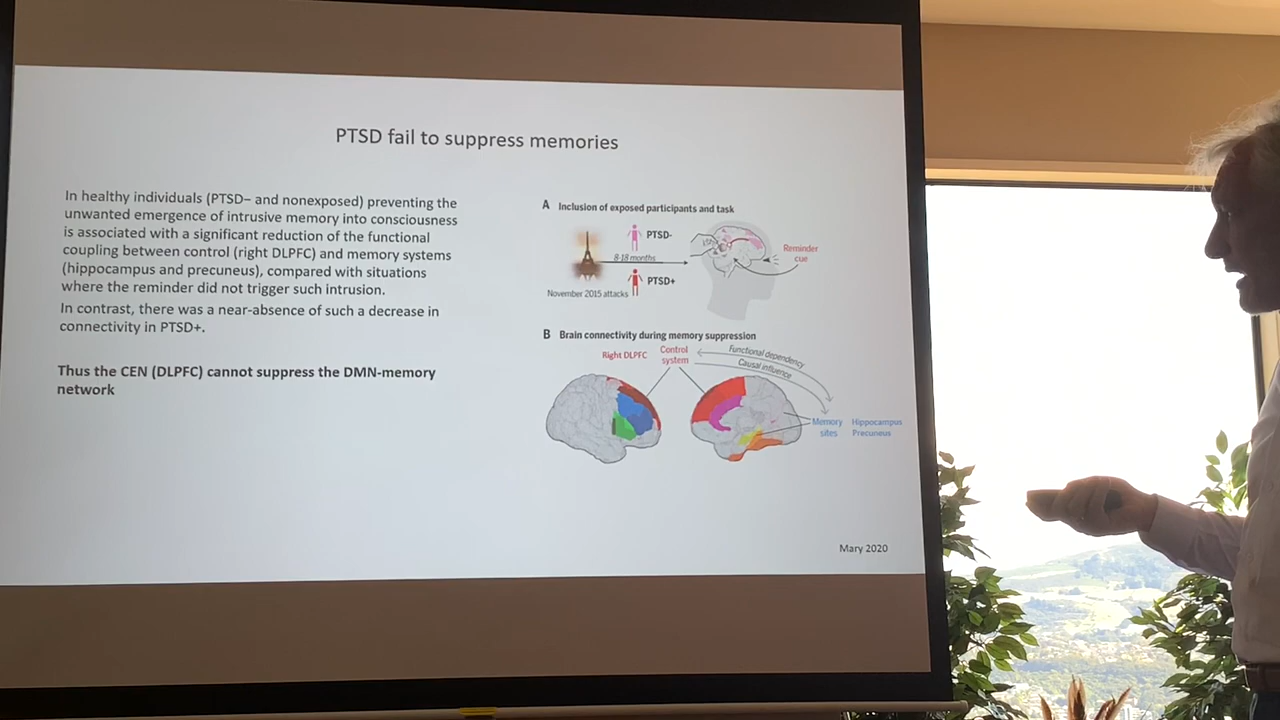 PTSD fail to suppress memories
In healthy individuals (PTSD– and nonexposed) preventing the
unwanted emergence of intrusive memory into consciousness
is associated with a significant reduction of the functional
coupling between control (right DLPFC) and memory systems
(hippocampus and precuneus), compared with situations
where the reminder did not trigger such intrusion.
In contrast, there was a near-absence of such a decrease in
connectivity in PTSD+.
Thus the CEN (DLPFC) cannot suppress the DMN-memory
network
A Inclusion of exposed participants and task
PTSD-
8-18 months
PTSD+
November 2015 attacks
Reminder
cue
B Brain connectivity during memory suppression
Right DLPFC
Control
system
Functional dependency
Causal influence
Memory
sites
Hippocampus
Precuneus
Mary 2020